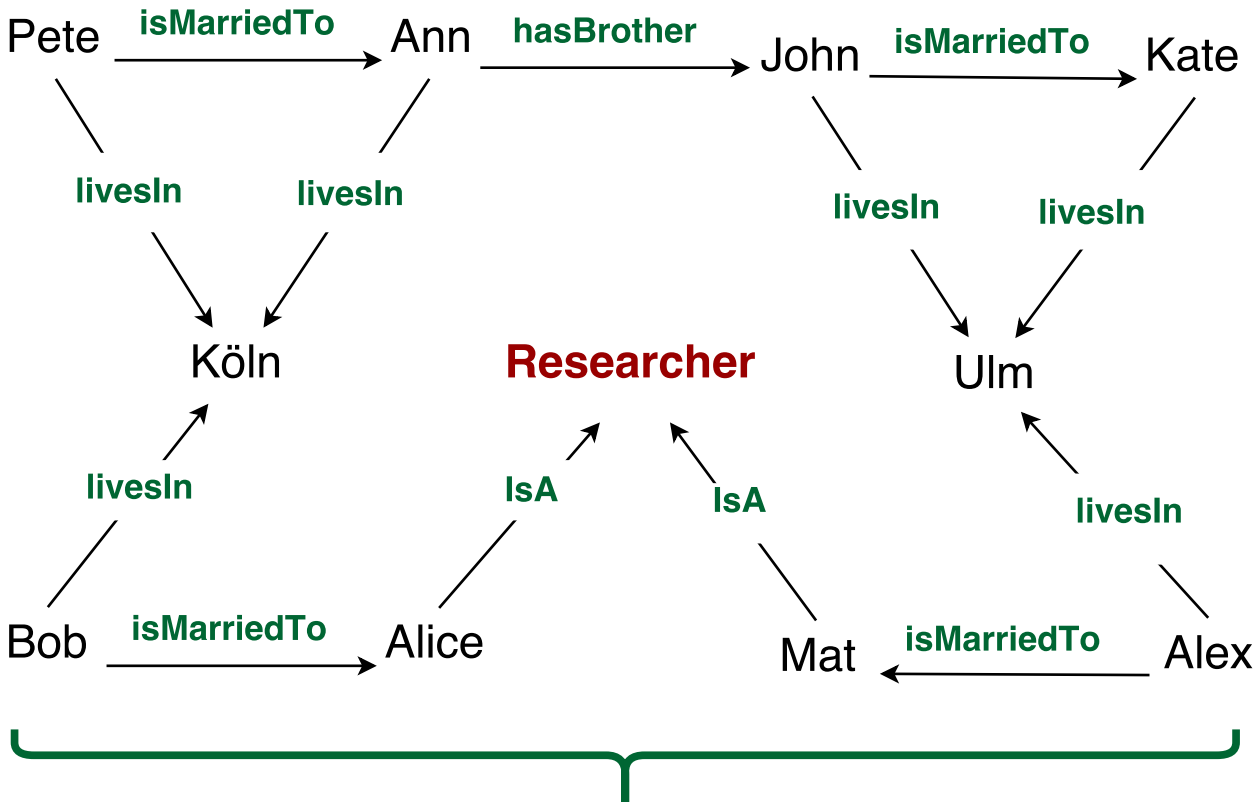 Pete isMarriedTo Ann hasBrother John isMarriedTo Kate
livesIn livesIn livesIn livesIn
Köln Researcher Ulm
livesIn IsA IsA livesIn
Bob isMarriedTo Alice Mat isMarriedTo Alex